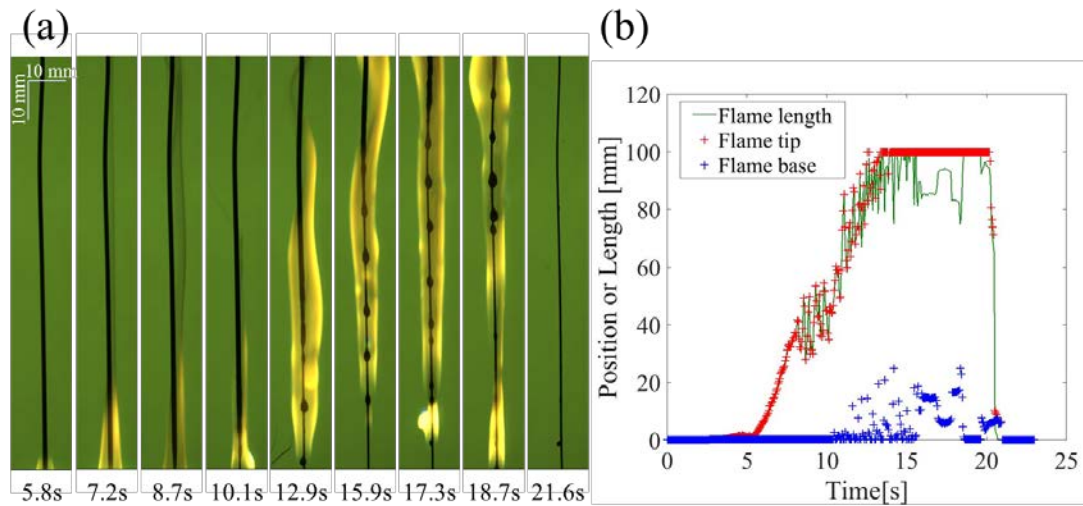 (a)
10 mm
10 mm
5.8s 7.2s 8.7s 10.1s 12.9s 15.9s 17.3s 18.7s 21.6s
(b)
Position or Length [mm]
120
100
80
60
40
20
0
Flame length
Flame tip
Flame base
0 5 10 15 20 25
Time[s]